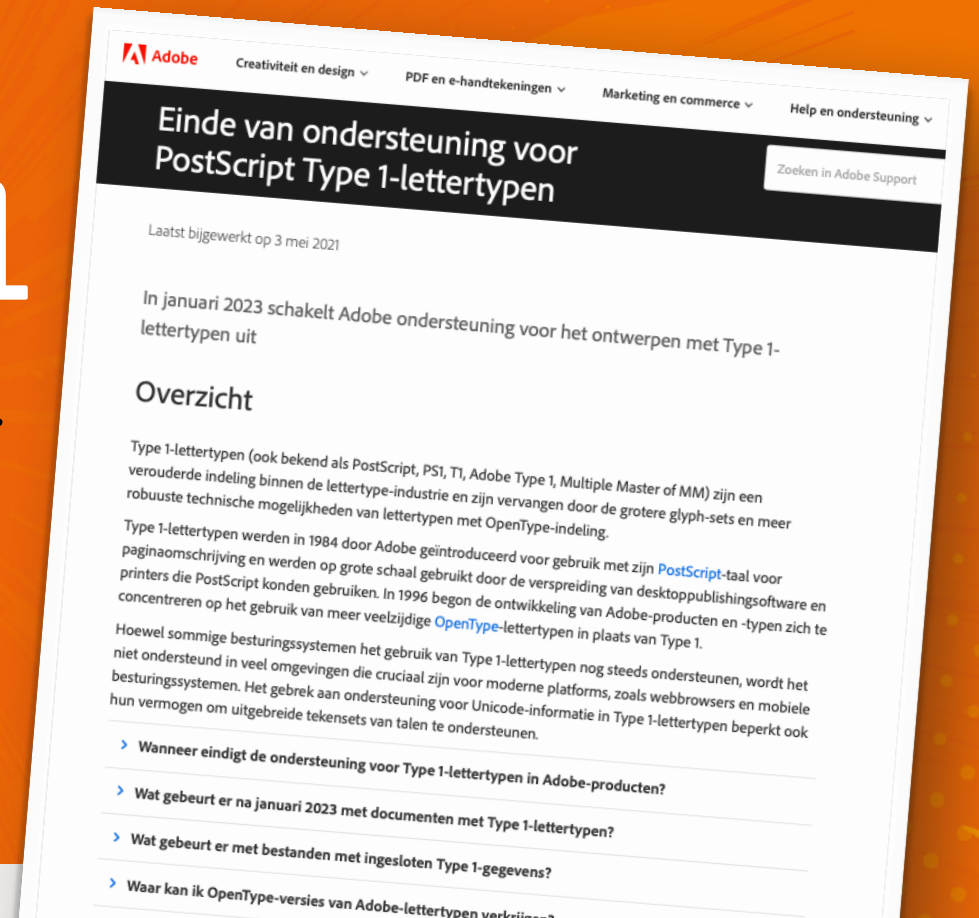 Adobe
Creativiteit en design
PDF en e-handtekeningen
Marketing en commerce
Help en ondersteuning
Einde van ondersteuning voor
PostScript Type 1-lettertypen
Zoeken in Adobe Support
Laatst bijgewerkt op 3 mei 2021
In januari 2023 schakelt Adobe ondersteuning voor het ontwerpen met Type 1-
lettertypen uit
Overzicht
Type 1-lettertypen (ook bekend als PostScript, PS1, T1, Adobe Type 1, Multiple Master of MM) zijn een
verouderde indeling binnen de lettertype-industrie en zijn vervangen door de grotere glyph-sets en meer
robuuste technische mogelijkheden van lettertypen met OpenType-indeling.
Type 1-lettertypen werden in 1984 door Adobe geïntroduceerd voor gebruik met zijn PostScript-taal voor
paginaomschrijving en werden op grote schaal gebruikt door de verspreiding van desktoppublishingsoftware en
printers die PostScript konden gebruiken. In 1996 begon de ontwikkeling van Adobe-producten en -typen zich te
concentreren op het gebruik van meer veelzijdige OpenType-lettertypen in plaats van Type 1.
Hoewel sommige besturingssystemen het gebruik van Type 1-lettertypen nog steeds ondersteunen, wordt het
niet ondersteund in veel omgevingen die cruciaal zijn voor moderne platforms, zoals webbrowsers en mobiele
besturingssystemen. Het gebrek aan ondersteuning voor Unicode-informatie in Type 1-lettertypen beperkt ook
hun vermogen om uitgebreide tekensets van talen te ondersteunen.
Wanneer eindigt de ondersteuning voor Type 1-lettertypen in Adobe-producten?
Wat gebeurt er na januari 2023 met documenten met Type 1-lettertypen?
Wat gebeurt er met bestanden met ingesloten Type 1-gegevens?
Waar kan ik OpenType-versies van Adobe-lettertypen verkrijgen?